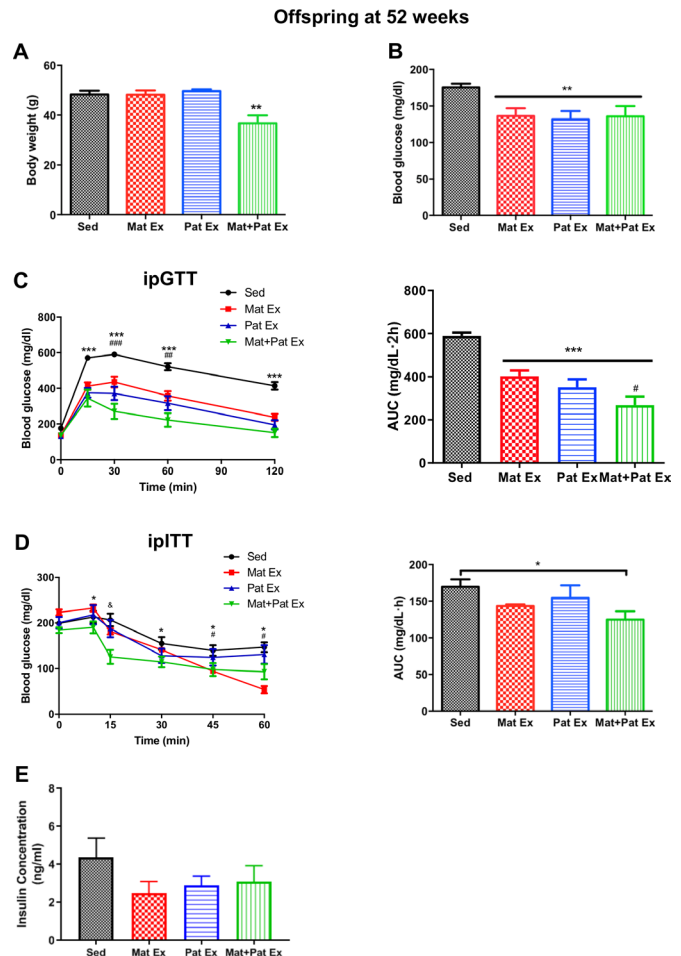 Offspring at 52 weeks
A
Body weight (g)
60
40
20
0
**
Sed Mat Ex Pat Ex Mat+Pat Ex
B
Blood glucose (mg/dl)
200
150
100
50
0
**
Sed Mat Ex Pat Ex Mat+Pat Ex
C
ipGTT
Sed
Mat Ex
Pat Ex
Mat+Pat Ex
Blood glucose (mg/dl)
800
600
400
200
0
*** *** *** ***
### ##
0 30 60 90 120
Time (min)
AUC (mg/dL·2h)
800
600
400
200
0
***
#
Sed Mat Ex Pat Ex Mat+Pat Ex
D
ipITT
Sed
Mat Ex
Pat Ex
Mat+Pat Ex
Blood glucose (mg/dl)
300
200
100
0
* & * * *
# #
0 15 30 45 60
Time (min)
AUC (mg/dL·h)
200
150
100
50
0
*
Sed Mat Ex Pat Ex Mat+Pat Ex
E
Insulin Concentration
(ng/ml)
8
6
4
2
0
Sed Mat Ex Pat Ex Mat+Pat Ex